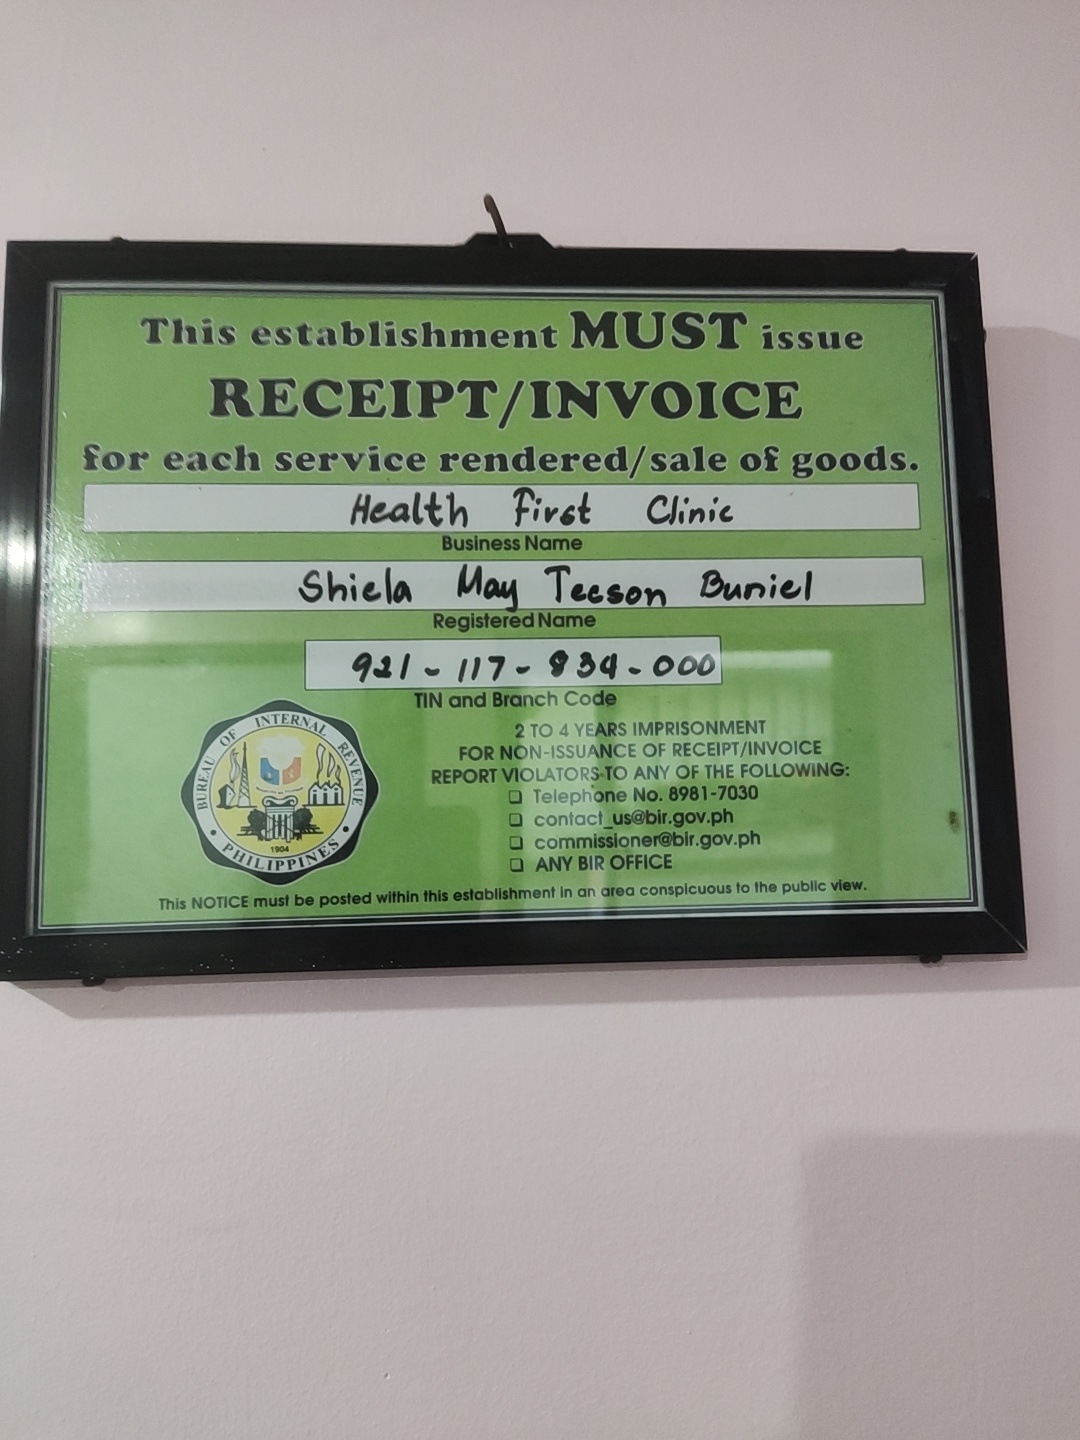 This establishment MUST issue
RECEIPT/INVOICE
for each service rendered/sale of goods.
Health First Clinic
Business Name
Shiela May Teeson Buniel
Registered Name
921-117-834-000
TIN and Branch Code
BUREAU OF INTERNAL REVENUE
1904
PHILIPPINES
2 TO 4 YEARS IMPRISONMENT
FOR NON-ISSUANCE OF RECEIPT/INVOICE
REPORT VIOLATORS TO ANY OF THE FOLLOWING:
❑ Telephone No. 8981-7030
❑ contact_us@bir.gov.ph
❑ commissioner@bir.gov.ph
❑ ANY BIR OFFICE
This NOTICE must be posted within this establishment in an area conspicuous to the public view.